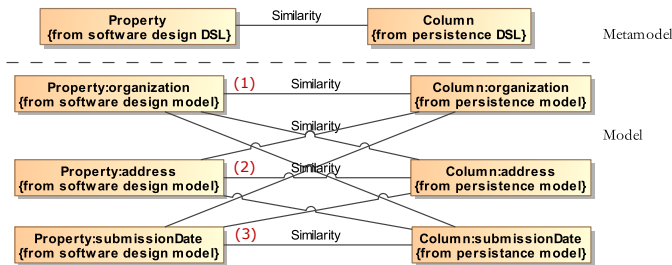 Property
{from software design DSL}
Similarity
Column
{from persistence DSL}
Metamodel
Property:organization
{from software design model}
(1)
Similarity
Column:organization
{from persistence model}
Similarity
Model
Property:address
{from software design model}
(2)
Similarity
Column:address
{from persistence model}
Property:submissionDate
{from software design model}
(3)
Similarity
Column:submissionDate
{from persistance model}